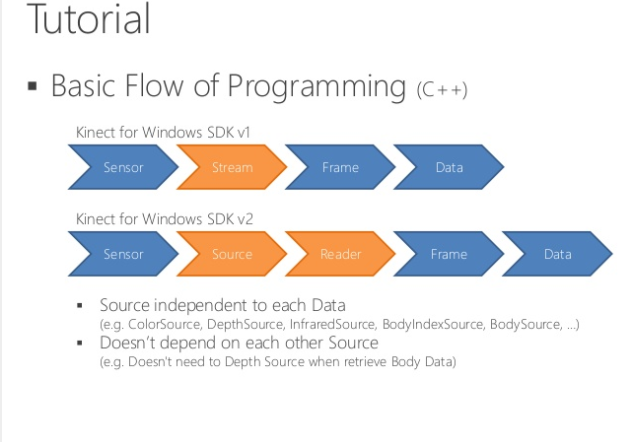 Tutorial
▪ Basic Flow of Programming (C++)
Kinect for Windows SDK v1
Sensor Stream Frame Data
Kinect for Windows SDK v2
Sensor Source Reader Frame Data
▪ Source independent to each Data
(e.g. ColorSource, DepthSource, InfraredSource, BodyIndexSource, BodySource, ...)
▪ Doesn't depend on each other Source
(e.g. Doesn't need to Depth Source when retrieve Body Data)